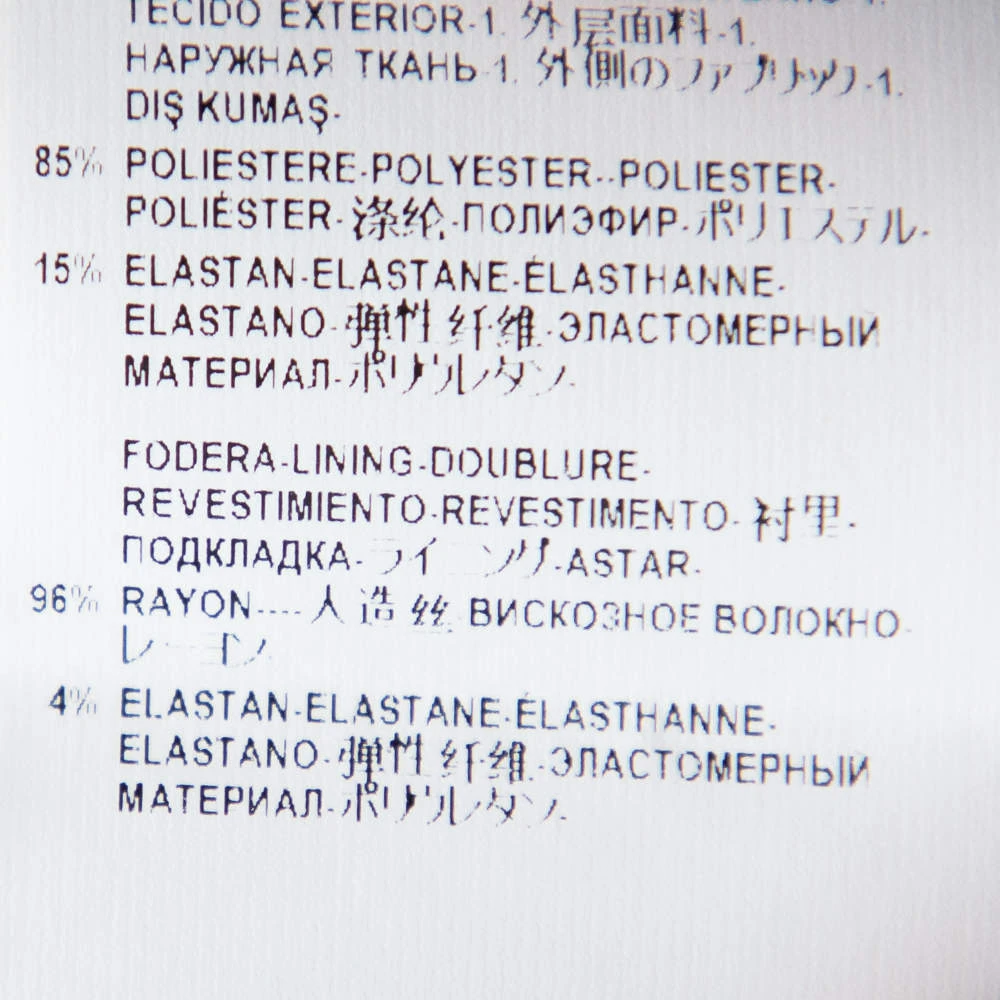 TECIDO EXTERIOR-1. 外层面料-1.
НАРУЖНАЯ ТКАНЬ-1. 外側のファブリック-1.
DIŞ KUMAŞ-
85% POLIESTERE-POLYESTER--POLIESTER-
POLIÉSTER-涤纶-ПОЛИЭФИР-ポリエステル-
15% ELASTAN-ELASTANE-ÉLASTHANNE-
ELASTANO-弹性纤维-ЭЛАСТОМЕРНЫЙ
МАТЕРИАЛ-ポリウレタン-
FODERA-LINING-DOUBLURE-
REVESTIMIENTO-REVESTIMENTO-衬里-
ПОДКЛАДКА-ライニング-ASTAR-
96% RAYON----人造丝-ВИСКОЗНОЕ ВОЛОКНО-
レーヨン
4% ELASTAN-ELASTANE-ÉLASTHANNE-
ELASTANO-弹性纤维-ЭЛАСТОМЕРНЫЙ
МАТЕРИАЛ-ポリウレタン-